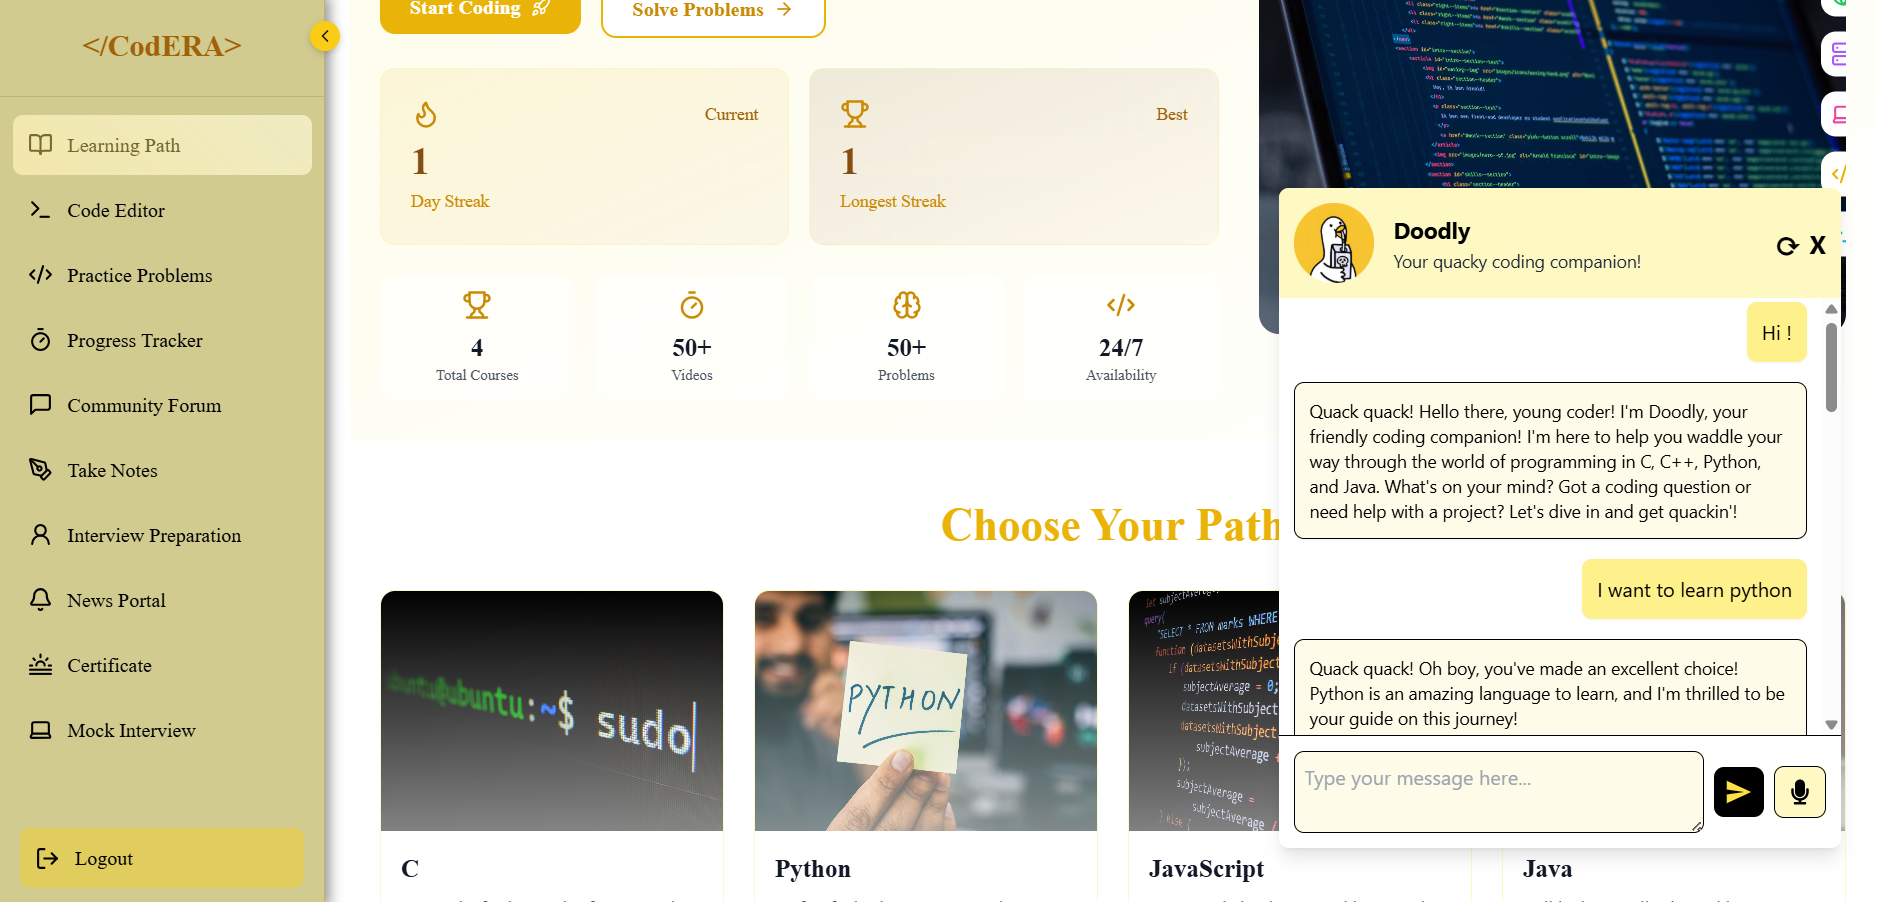 </CodERA>
Learning Path
Code Editor
Practice Problems
Progress Tracker
Community Forum
Take Notes
Interview Preparation
News Portal
Certificate
Mock Interview
Logout
Start Coding
Solve Problems
Current
1
Day Streak
Best
1
Longest Streak
4
Total Courses
50+
Videos
50+
Problems
24/7
Availability
Choose Your Path
ubuntu@ubuntu:~$ sudo
C
PYTHON
Python
JavaScript
Java
Doodly
Your quacky coding companion!
X
Hi !
Quack quack! Hello there, young coder! I'm Doodly, your
friendly coding companion! I'm here to help you waddle your
way through the world of programming in C, C++, Python,
and Java. What's on your mind? Got a coding question or
need help with a project? Let's dive in and get quackin'!
I want to learn python
Quack quack! Oh boy, you've made an excellent choice!
Python is an amazing language to learn, and I'm thrilled to be
your guide on this journey!
Type your message here...